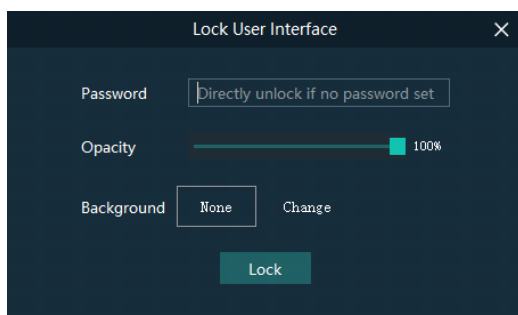 Lock User Interface
Password Directly unlock if no password set
Opacity 100%
Background None Change
Lock